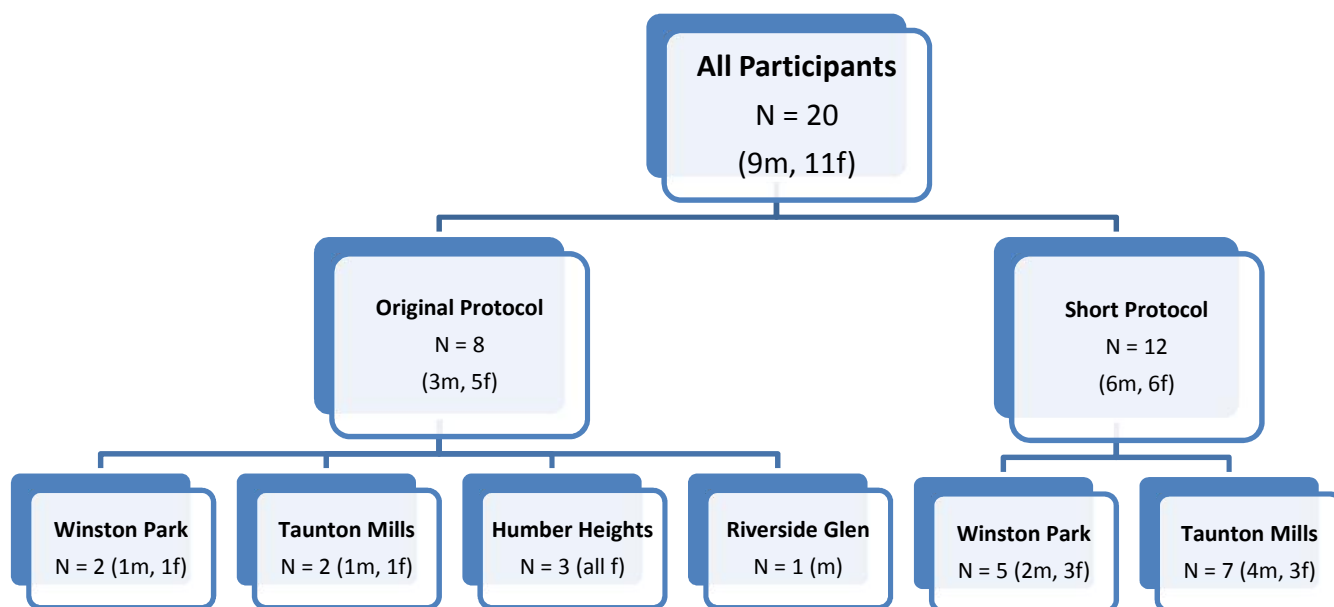 All Participants
N = 20
(9m, 11f)
Original Protocol
N = 8
(3m, 5f)
Short Protocol
N = 12
(6m, 6f)
Winston Park
N = 2 (1m, 1f)
Taunton Mills
N = 2 (1m, 1f)
Humber Heights
N = 3 (all f)
Riverside Glen
N = 1 (m)
Winston Park
N = 5 (2m, 3f)
Taunton Mills
N = 7 (4m, 3f)